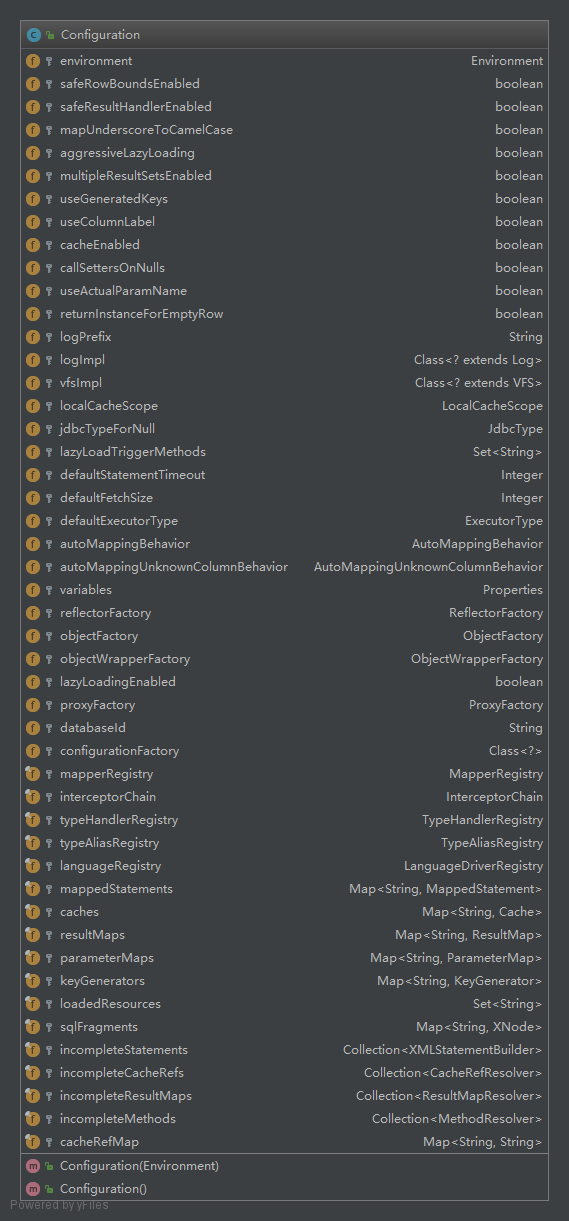 Configuration
environment Environment
safeRowBoundsEnabled boolean
safeResultHandlerEnabled boolean
mapUnderscoreToCamelCase boolean
aggressiveLazyLoading boolean
multipleResultSetsEnabled boolean
useGeneratedKeys boolean
useColumnLabel boolean
cacheEnabled boolean
callSettersOnNulls boolean
useActualParamName boolean
returnInstanceForEmptyRow boolean
logPrefix String
logImpl Class<? extends Log>
vfsImpl Class<? extends VFS>
localCacheScope LocalCacheScope
jdbcTypeForNull JdbcType
lazyLoadTriggerMethods Set<String>
defaultStatementTimeout Integer
defaultFetchSize Integer
defaultExecutorType ExecutorType
autoMappingBehavior AutoMappingBehavior
autoMappingUnknownColumnBehavior AutoMappingUnknownColumnBehavior
variables Properties
reflectorFactory ReflectorFactory
objectFactory ObjectFactory
objectWrapperFactory ObjectWrapperFactory
lazyLoadingEnabled boolean
proxyFactory ProxyFactory
databaseId String
configurationFactory Class<?>
mapperRegistry MapperRegistry
interceptorChain InterceptorChain
typeHandlerRegistry TypeHandlerRegistry
typeAliasRegistry TypeAliasRegistry
languageRegistry LanguageDriverRegistry
mappedStatements Map<String, MappedStatement>
caches Map<String, Cache>
resultMaps Map<String, ResultMap>
parameterMaps Map<String, ParameterMap>
keyGenerators Map<String, KeyGenerator>
loadedResources Set<String>
sqlFragments Map<String, XNode>
incompleteStatements Collection<XMLStatementBuilder>
incompleteCacheRefs Collection<CacheRefResolver>
incompleteResultMaps Collection<ResultMapResolver>
incompleteMethods Collection<MethodResolver>
cacheRefMap Map<String, String>
Configuration(Environment)
Configuration()
Powered by yFiles